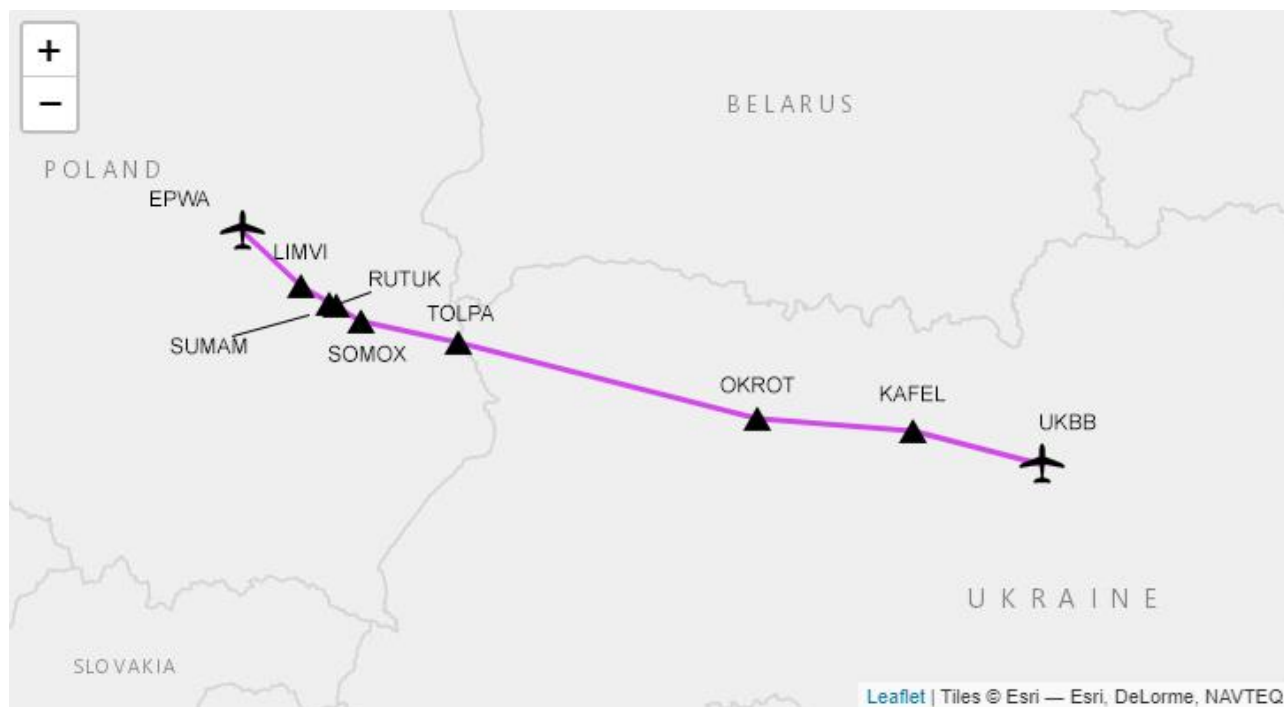 +
−
BELARUS
POLAND
EPWA
LIMVI
RUTUK
TOLPA
SUMAM
SOMOX
OKROT
KAFEL
UKBB
UKRAINE
SLOVAKIA
Leaflet | Tiles © Esri — Esri, DeLorme, NAVTEQ